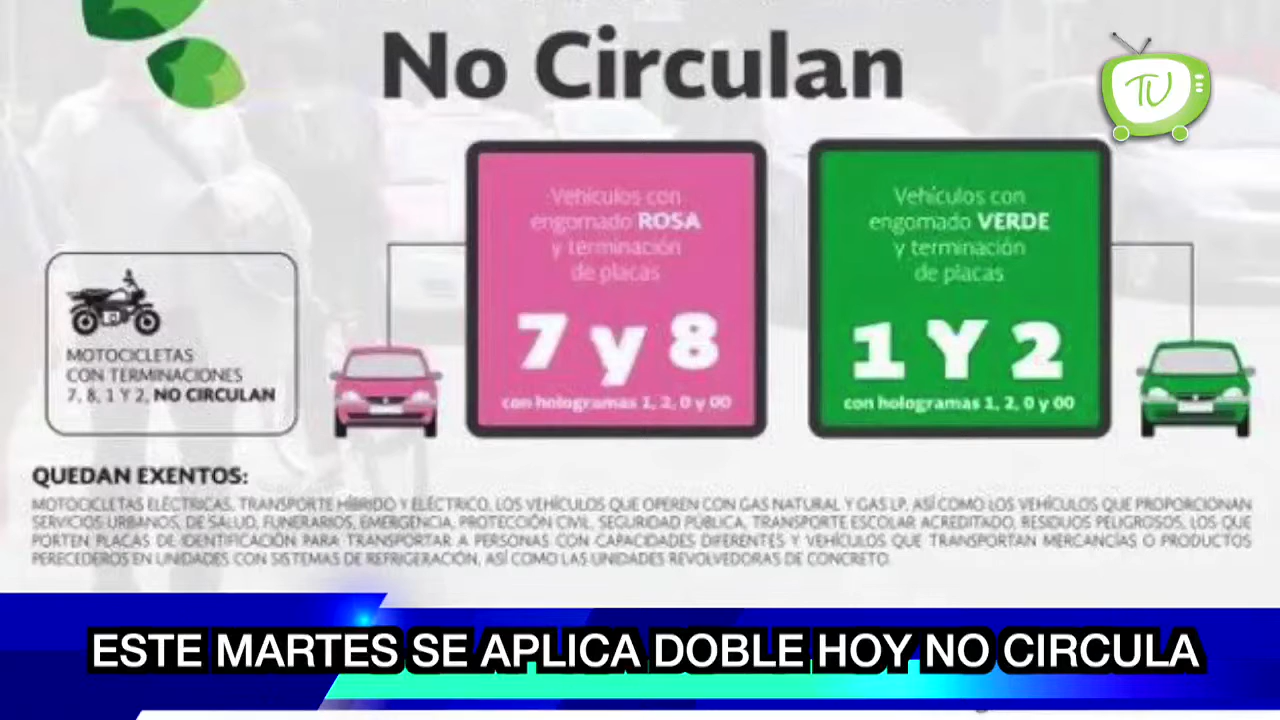 No Circulan
TV
Vehículos con
engomado ROSA
y terminación
de placas
7 y 8
con hologramas 1, 2, 0 y 00
Vehículos con
engomado VERDE
y terminación
de placas
1 Y 2
con hologramas 1, 2, 0 y 00
MOTOCICLETAS
CON TERMINACIONES
7, 8, 1 Y 2, NO CIRCULAN
QUEDAN EXENTOS:
MOTOCICLETAS ELÉCTRICAS, TRANSPORTE HÍBRIDO Y ELÉCTRICO, LOS VEHÍCULOS QUE OPEREN CON GAS NATURAL Y GAS LP, ASÍ COMO LOS VEHÍCULOS QUE PROPORCIONAN
SERVICIOS URBANOS, DE SALUD, FUNERARIOS, EMERGENCIA, PROTECCIÓN CIVIL, SEGURIDAD PÚBLICA, TRANSPORTE ESCOLAR ACREDITADO, RESIDUOS PELIGROSOS, LOS QUE
PORTEN PLACAS DE IDENTIFICACIÓN PARA TRANSPORTAR A PERSONAS CON CAPACIDADES DIFERENTES Y VEHÍCULOS QUE TRANSPORTAN MERCANCÍAS O PRODUCTOS
PERECEDEROS EN UNIDADES CON SISTEMAS DE REFRIGERACIÓN, ASÍ COMO LAS UNIDADES REVOLVEDORAS DE CONCRETO.
ESTE MARTES SE APLICA DOBLE HOY NO CIRCULA